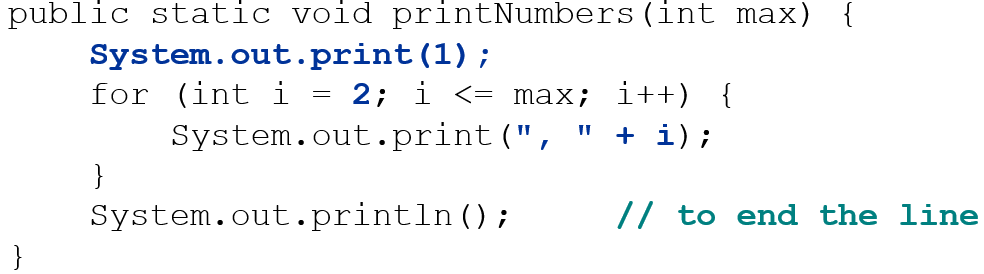 public static void printNumbers(int max) {
    System.out.print(1);
    for (int i = 2; i <= max; i++) {
        System.out.print(", " + i);
    }
    System.out.println();     // to end the line
}